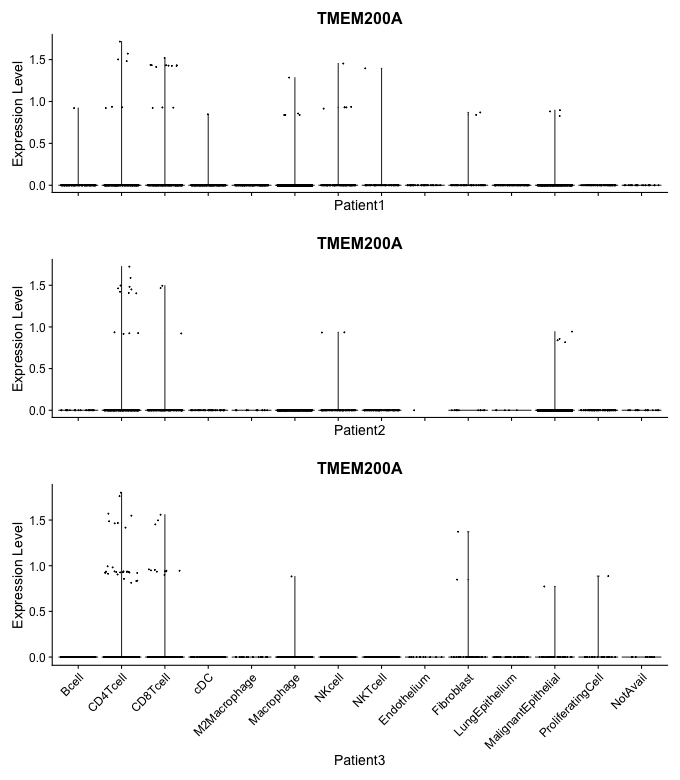 TMEM200A
Expression Level
1.5
1.0
0.5
0.0
Patient1
TMEM200A
Expression Level
1.5
1.0
0.5
0.0
Patient2
TMEM200A
Expression Level
1.5
1.0
0.5
0.0
Bcell
CD4Tcell
CD8Tcell
cDC
M2Macrophage
Macrophage
NKcell
NKTcell
Endothelium
Fibroblast
LungEpithelium
MalignantEpithelial
ProliferatingCell
NotAvail
Patient3